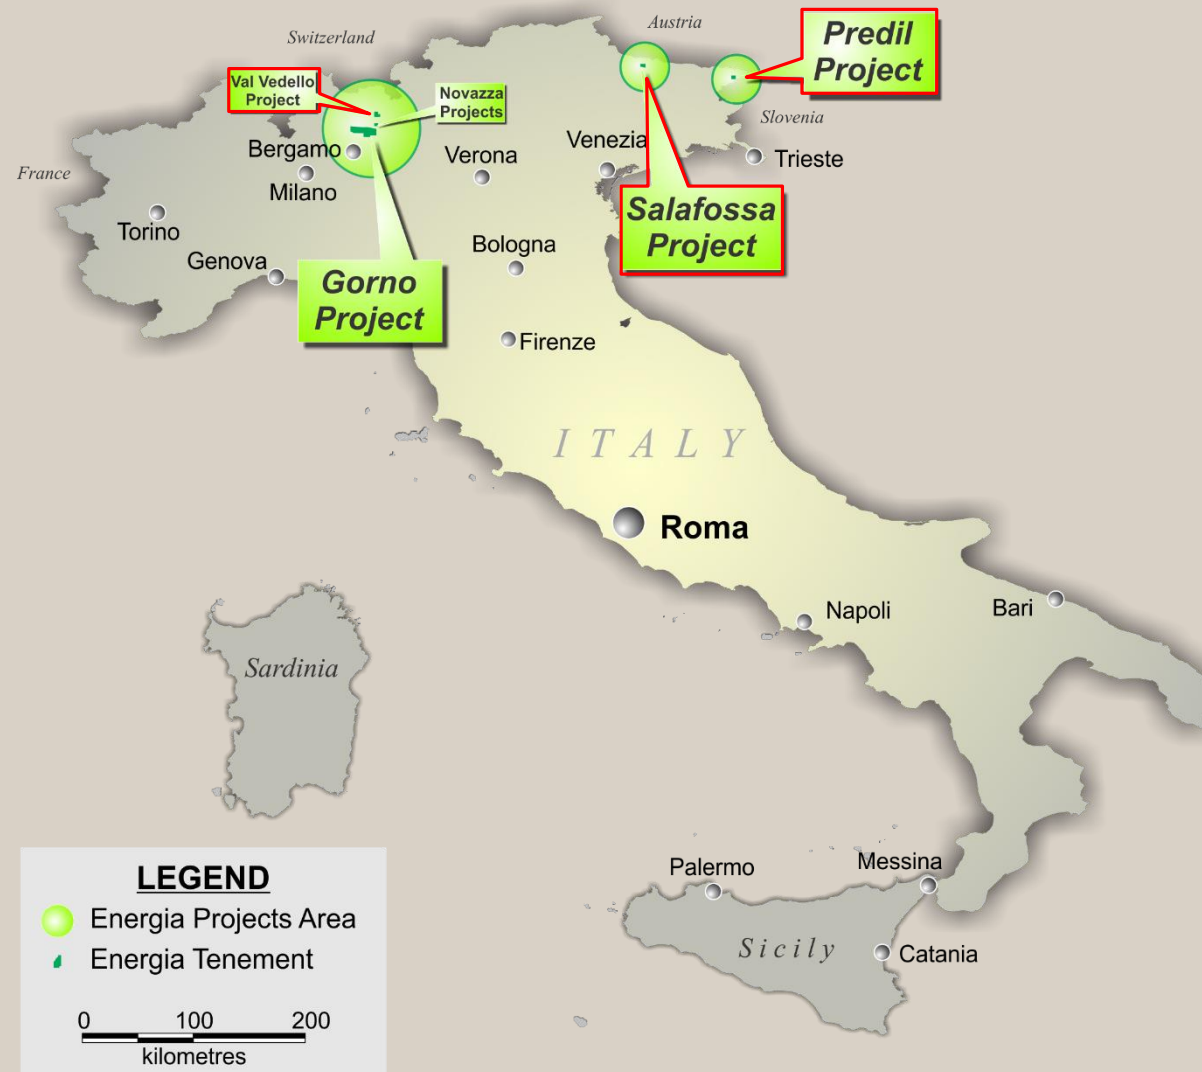 Switzerland
Austria
Predil
Project
Val Vedello
Project
Novazza
Projects
Slovenia
Bergamo
Verona
Venezia
Trieste
France
Milano
Salafossa
Project
Torino
Genova
Bologna
Gorno
Project
Firenze
ITALY
Roma
Napoli
Bari
Sardinia
Palermo
Messina
Sicily
Catania
LEGEND
Energia Projects Area
Energia Tenement
0 100 200
kilometres